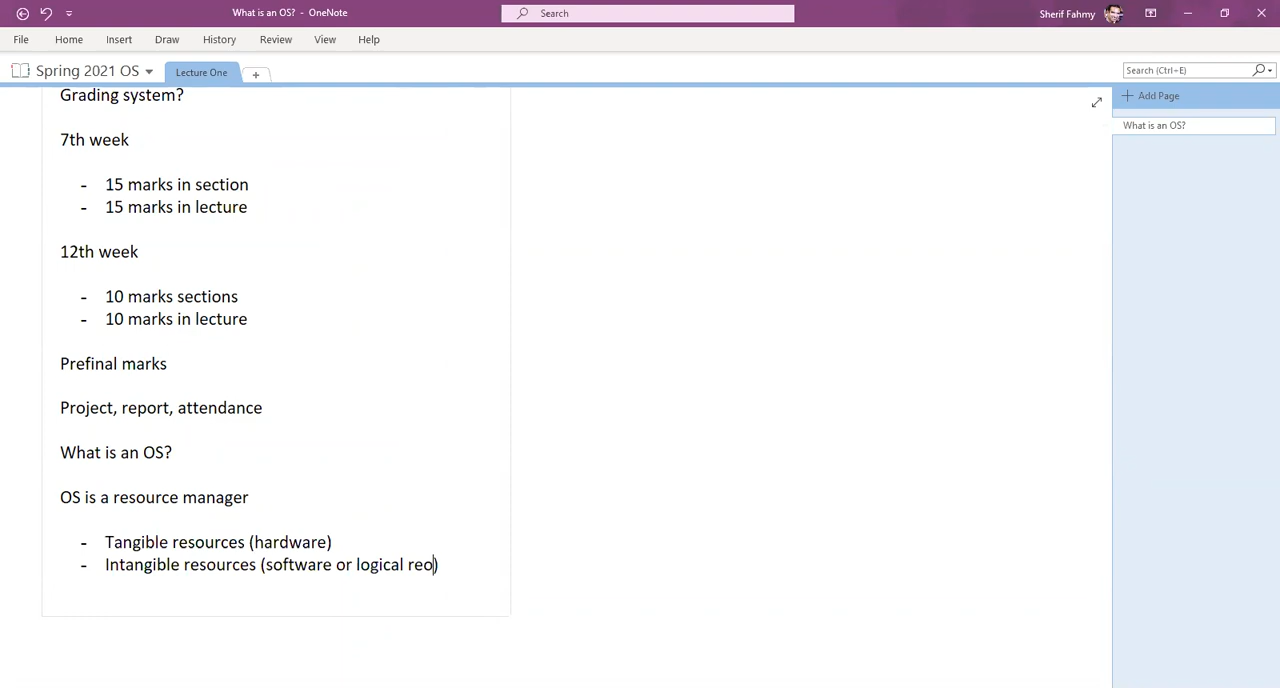 What is an OS? - OneNote
Search
Sherif Fahmy
File Home Insert Draw History Review View Help
Spring 2021 OS
Lecture One
+
Search (Ctrl+E)
Grading system?
7th week
- 15 marks in section
- 15 marks in lecture
12th week
- 10 marks sections
- 10 marks in lecture
Prefinal marks
Project, report, attendance
What is an OS?
OS is a resource manager
- Tangible resources (hardware)
- Intangible resources (software or logical reo)
+ Add Page
What is an OS?